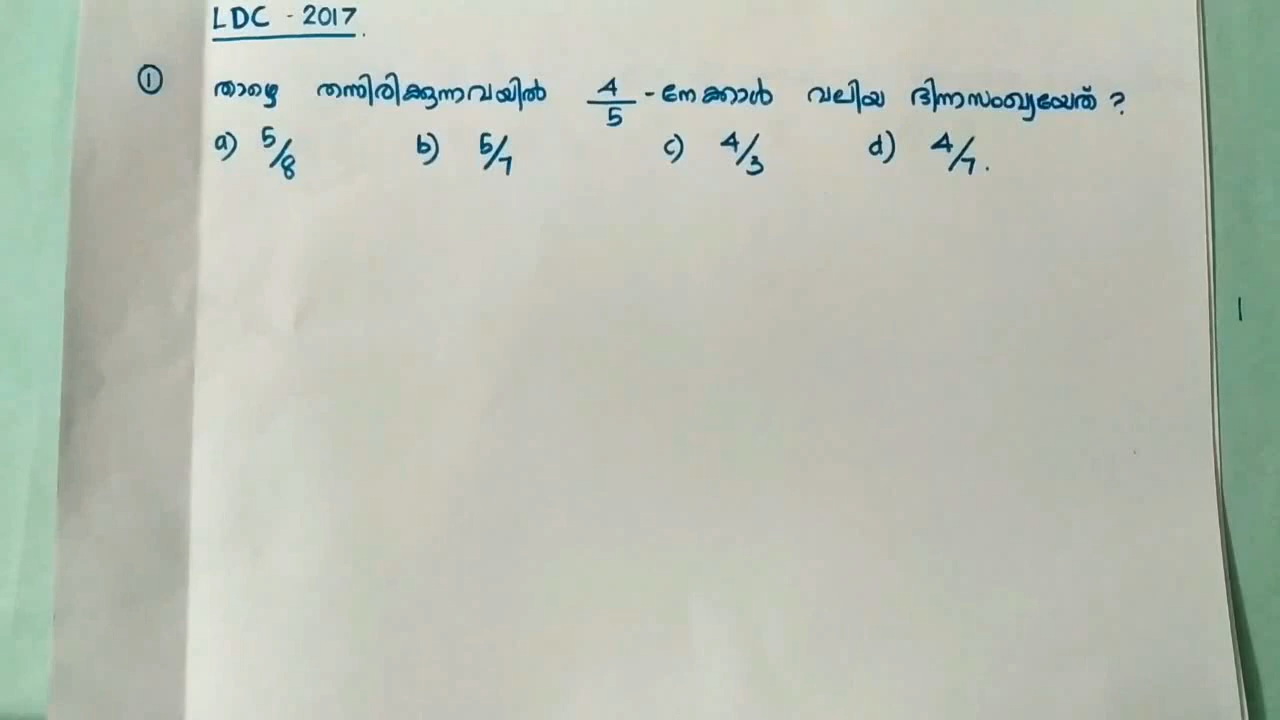 LDC - 2017.
① താഴെ തന്നിരിക്കുന്നവയിൽ 4/5 -നേക്കാൾ വലിയ ഭിന്നസംഖ്യയേത് ?
a) 5/8 b) 5/7 c) 4/3 d) 4/7.